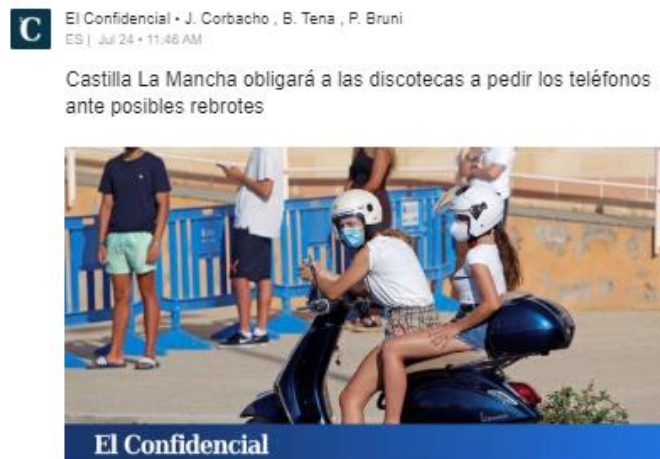 C
El Confidencial • J. Corbacho , B. Tena , P. Bruni
ES | Jul 24 • 11:46 AM
Castilla La Mancha obligará a las discotecas a pedir los teléfonos
ante posibles rebrotes
El Confidencial